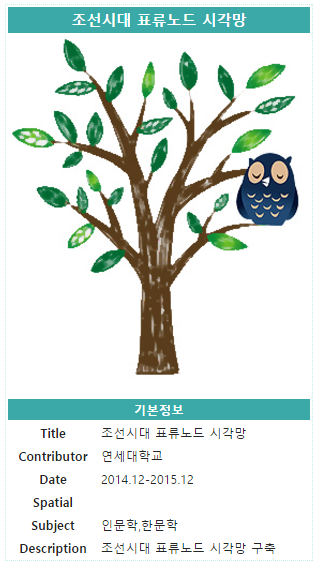 조선시대 표류노드 시각망
기본정보
Title 조선시대 표류노드 시각망
Contributor 연세대학교
Date 2014.12-2015.12
Spatial
Subject 인문학,한문학
Description 조선시대 표류노드 시각망 구축